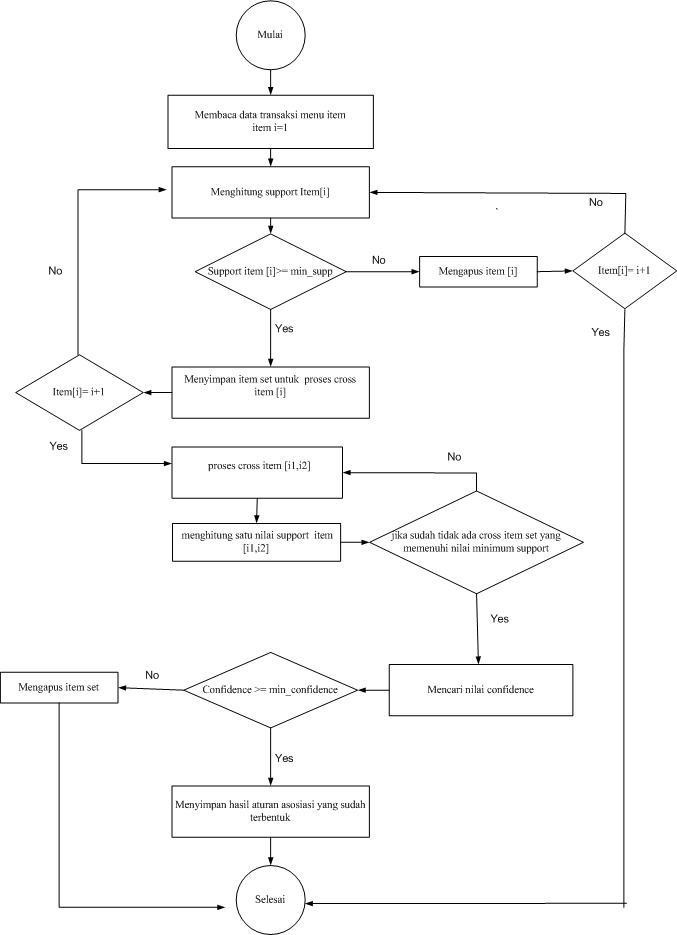 Mulai
Membaca data transaksi menu item
item i=1
Menghitung support Item[i]
No
No
Support item [i]>= min_supp
No
Mengapus item [i]
Item[i]= i+1
Yes
Yes
Menyimpan item set untuk proses cross
item [i]
Item[i]= i+1
Yes
proses cross item [i1,i2]
No
menghitung satu nilai support item
[i1,i2]
jika sudah tidak ada cross item set yang
memenuhi nilai minimum support
Yes
Mencari nilai confidence
Confidence >= min_confidence
No
Mengapus item set
Yes
Menyimpan hasil aturan asosiasi yang sudah
terbentuk
Selesai